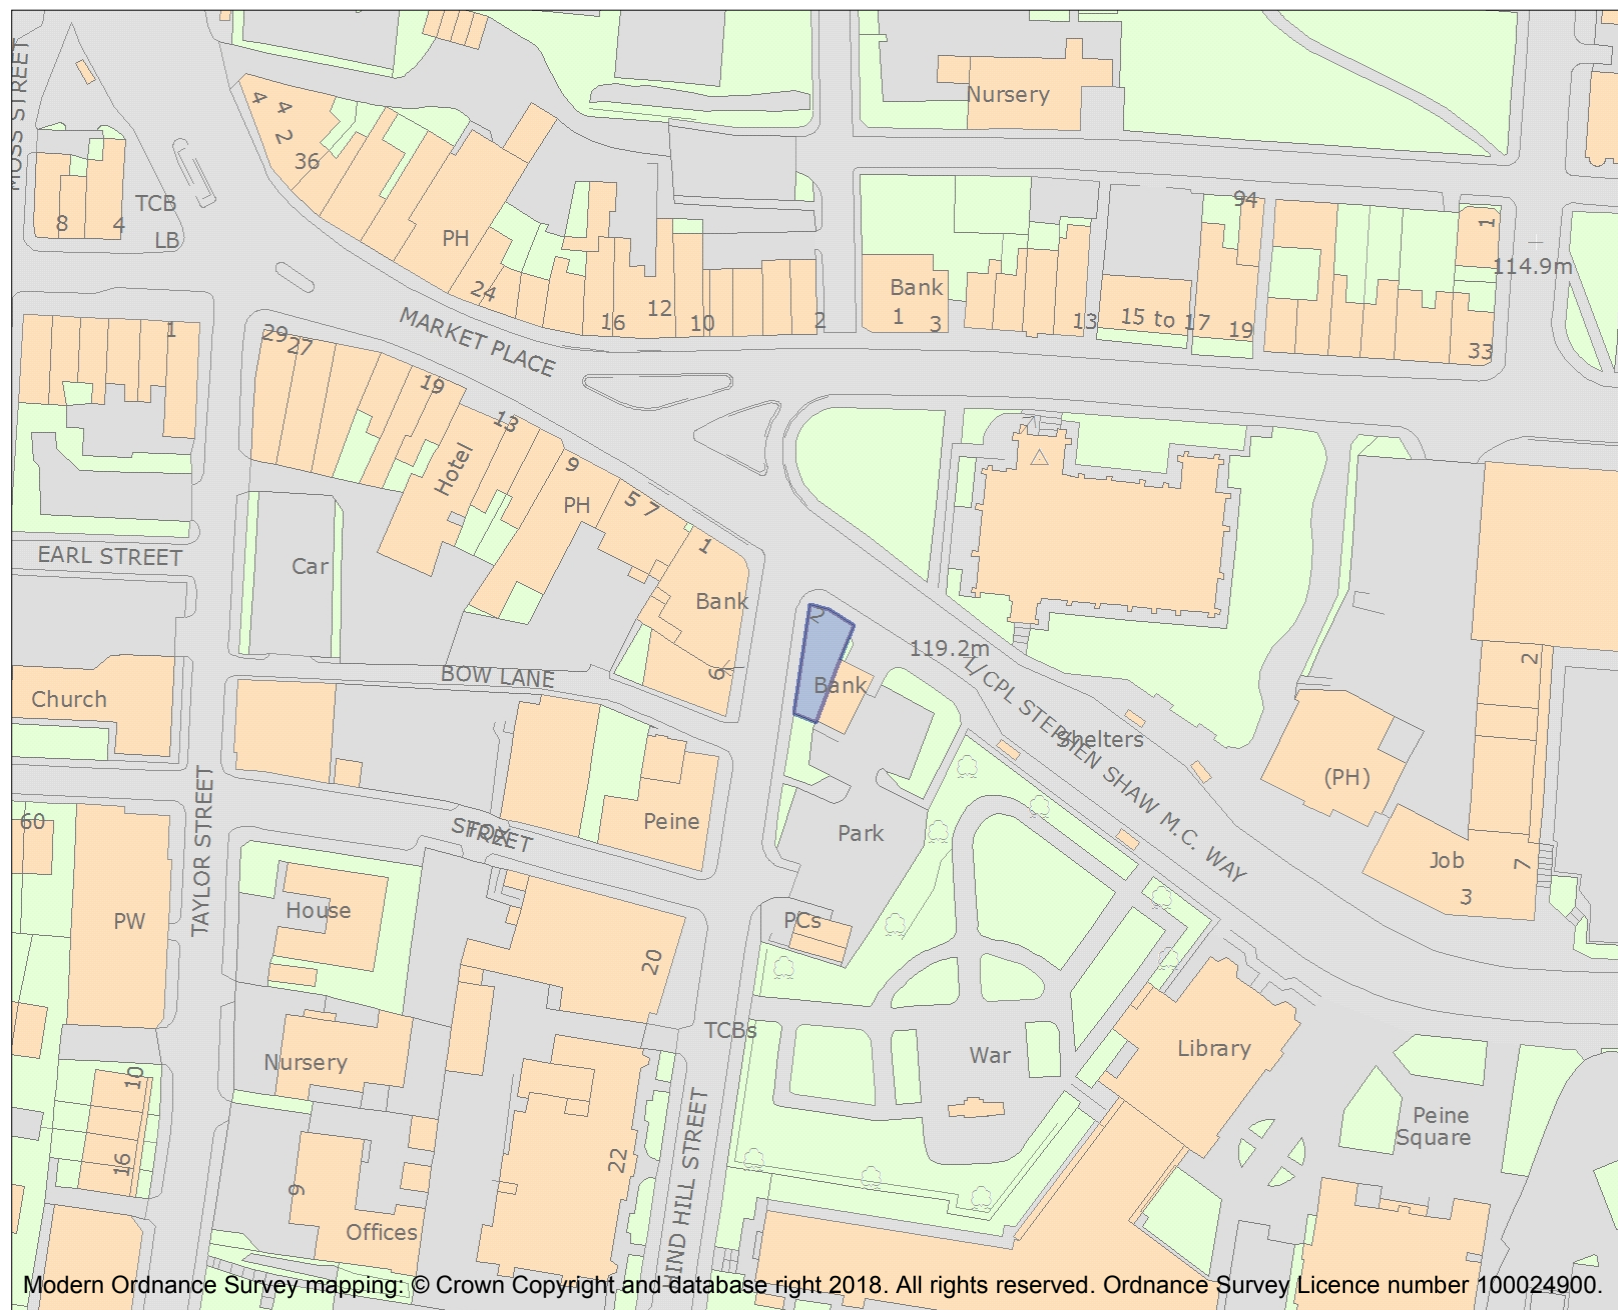 MOSS STREET
4
4
2
36
Nursery
TCB
LB
8
4
PH
24
16
12
10
2
Bank
1
3
13
15 to 17
19
94
33
1
114.9m
MARKET PLACE
1
29
27
19
13
9
Hotel
PH
5
7
1
Bank
6
EARL STREET
Car
BOW LANE
Church
2
Bank
119.2m
L/CPL STEPHEN SHAW M.C. WAY
Shelters
(PH)
2
Job
7
3
60
TAYLOR STREET
STREET
FOX
Peine
Park
PW
House
PCs
20
TCBs
War
Library
Nursery
10
16
22
HIND HILL STREET
9
Offices
Peine
Square
Modern Ordnance Survey mapping: © Crown Copyright and database right 2018. All rights reserved. Ordnance Survey Licence number 100024900.